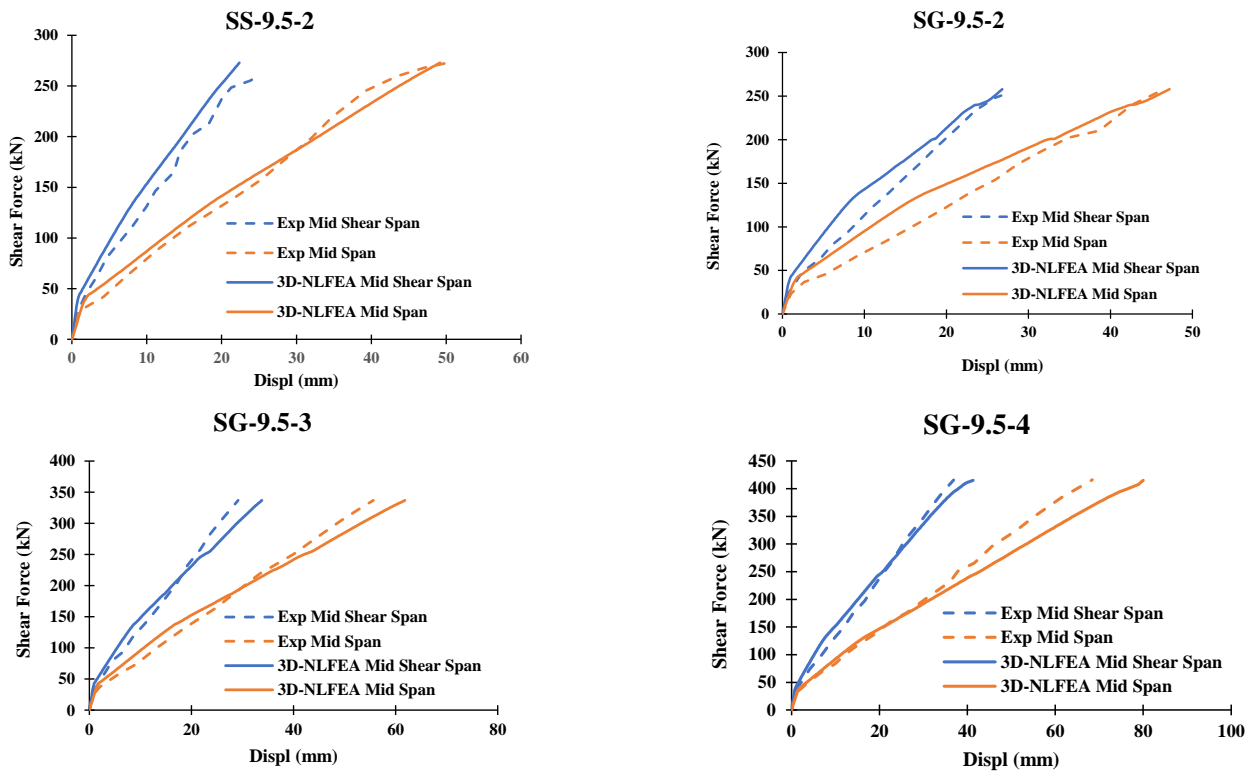 SS-9.5-2
300
250
200
150
100
50
0
Shear Force (kN)
Exp Mid Shear Span
Exp Mid Span
3D-NLFEA Mid Shear Span
3D-NLFEA Mid Span
0 10 20 30 40 50 60
Displ (mm)
SG-9.5-2
300
250
200
150
100
50
0
Shear Force (kN)
Exp Mid Shear Span
Exp Mid Span
3D-NLFEA Mid Shear Span
3D-NLFEA Mid Span
0 10 20 30 40 50
Displ (mm)
SG-9.5-3
400
350
300
250
200
150
100
50
0
Shear Force (kN)
Exp Mid Shear Span
Exp Mid Span
3D-NLFEA Mid Shear Span
3D-NLFEA Mid Span
0 20 40 60 80
Displ (mm)
SG-9.5-4
450
400
350
300
250
200
150
100
50
0
Shear Force (kN)
Exp Mid Shear Span
Exp Mid Span
3D-NLFEA Mid Shear Span
3D-NLFEA Mid Span
0 20 40 60 80 100
Displ (mm)